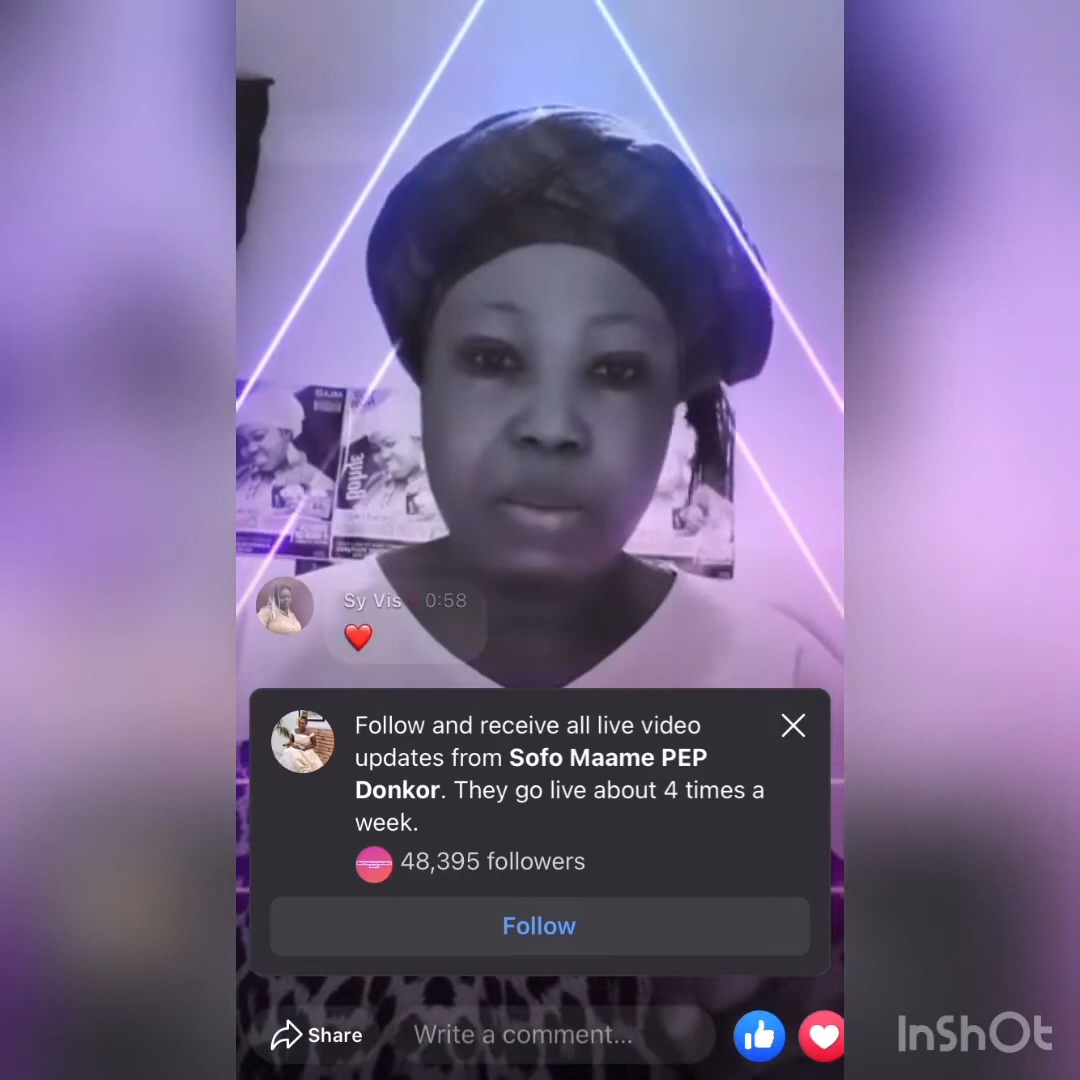 Sy Vis 0:58
Follow and receive all live video
updates from Sofo Maame PEP
Donkor. They go live about 4 times a
week.
48,395 followers
Follow
Share
Write a comment...
InShOt